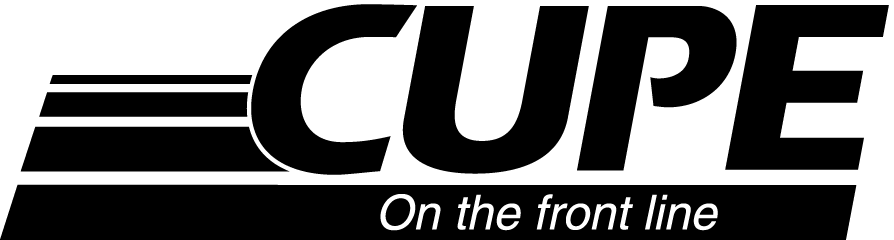 CUPE
On the front line